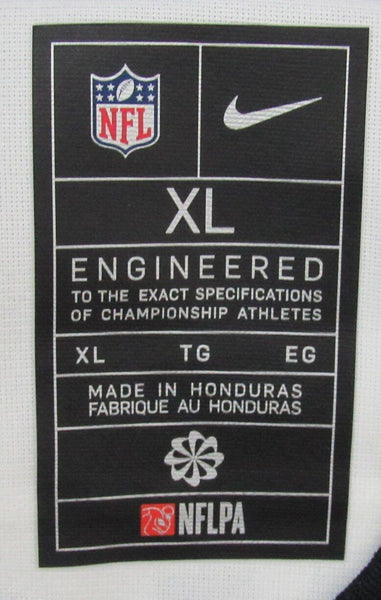 NFL
XL
ENGINEERED
TO THE EXACT SPECIFICATIONS
OF CHAMPIONSHIP ATHLETES
XL TG EG
MADE IN HONDURAS
FABRIQUE AU HONDURAS
NFLPA